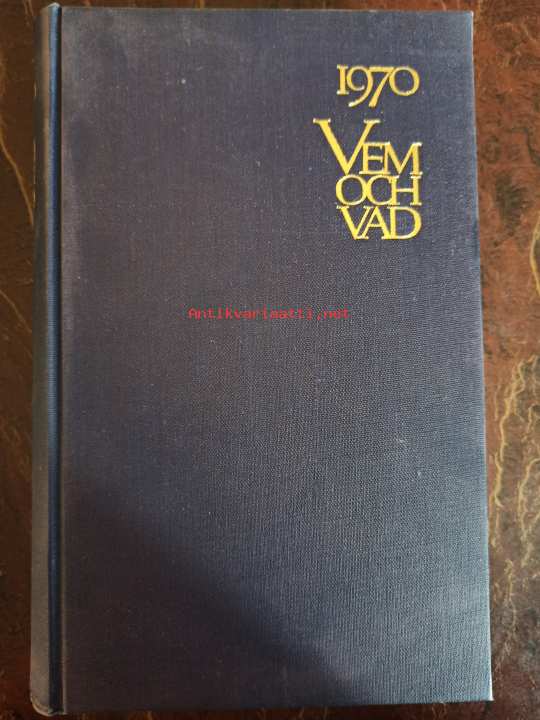 1970
VEM
OCH
VAD
Antikvariaatti.net